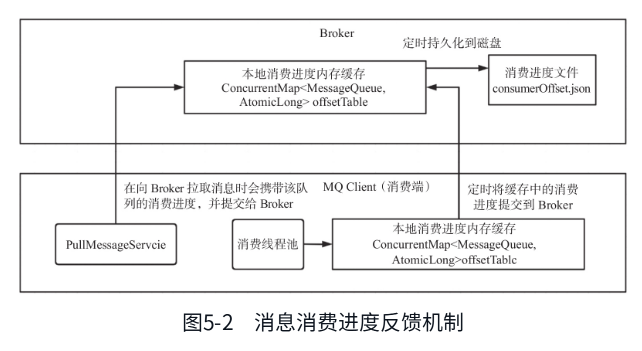 Broker
定时持久化到磁盘
本地消费进度内存缓存
ConcurrentMap<MessageQueue,
AtomicLong> offsetTable
消费进度文件
consumerOffset.json
在向 Broker 拉取消息时会携带该队
列的消费进度，并提交给 Broker
MQ Client（消费端）
定时将缓存中的消费
进度提交到 Broker
PullMessageServcie
消费线程池
本地消费进度内存缓存
ConcurrentMap<MessageQueue,
AtomicLong>offsetTablc
图5-2 消息消费进度反馈机制